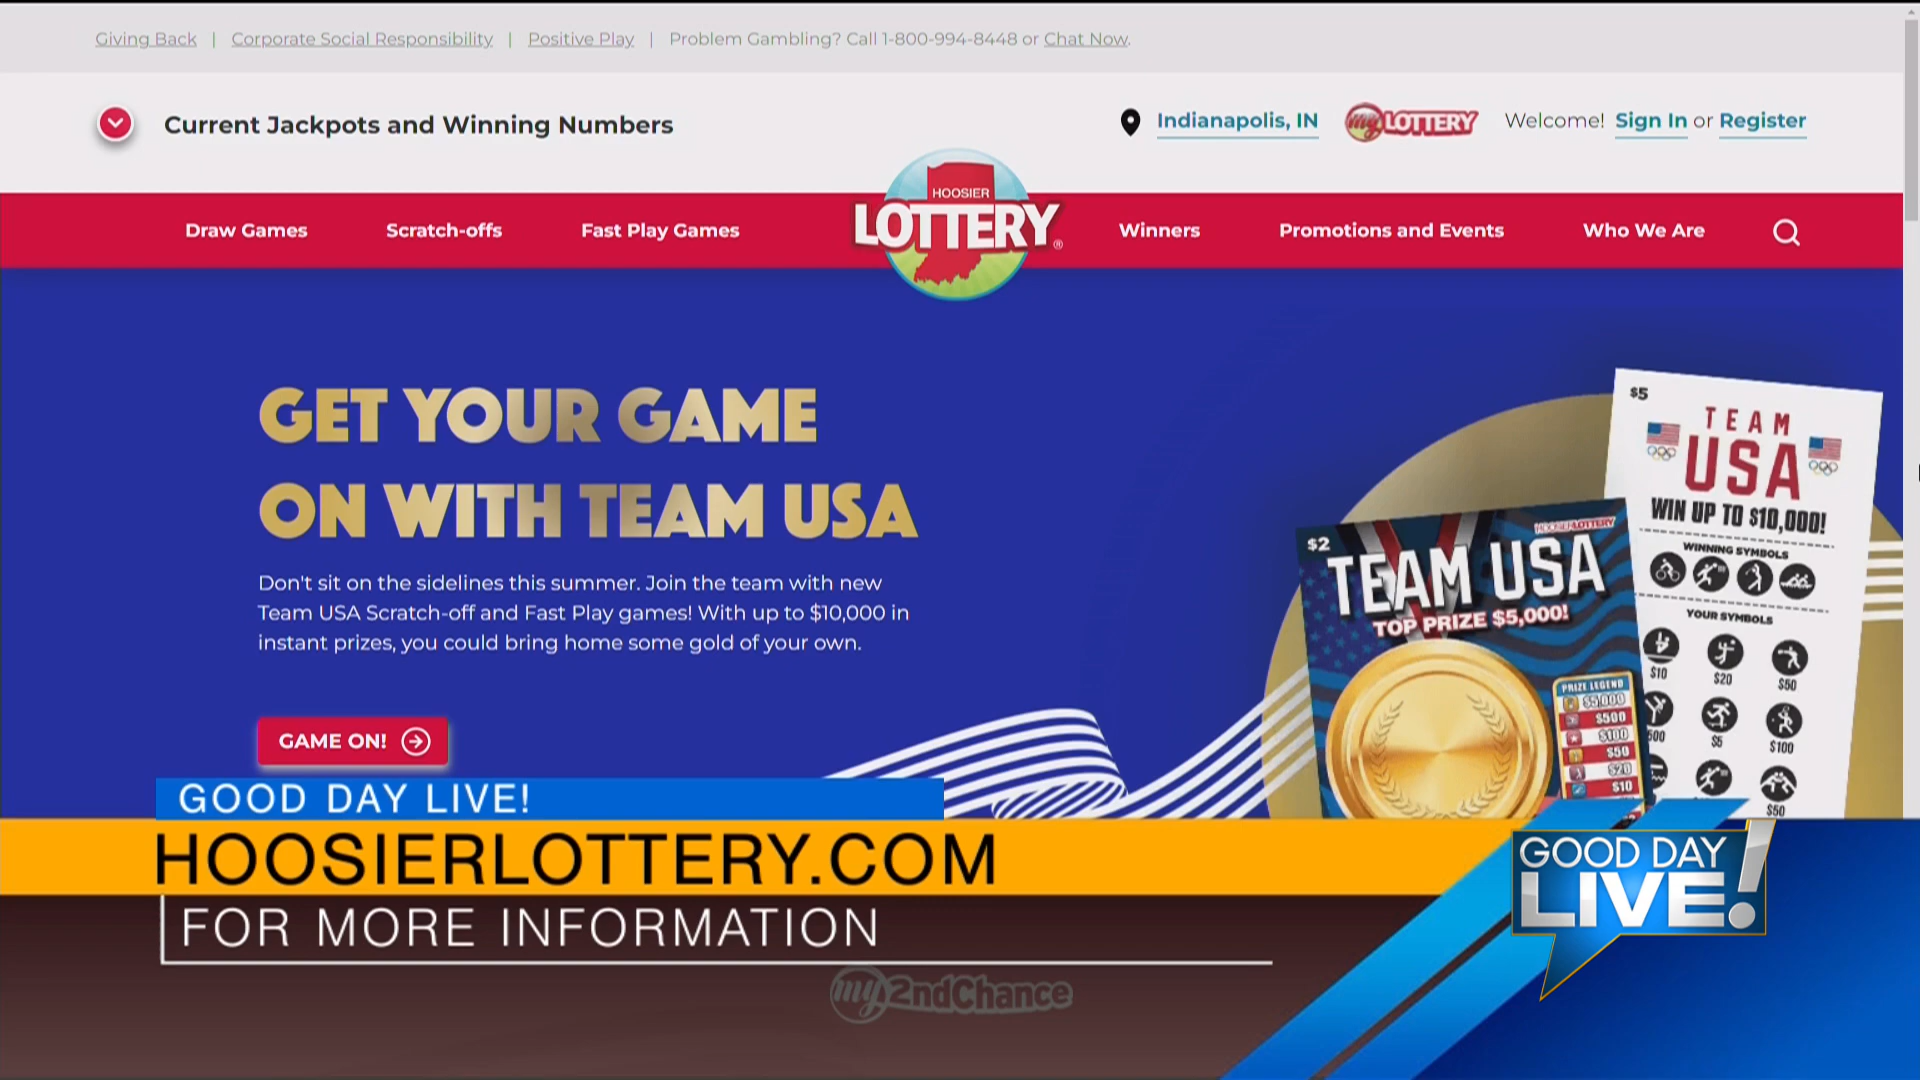 Giving Back | Corporate Social Responsibility | Positive Play | Problem Gambling? Call 1-800-994-8448 or Chat Now.
Current Jackpots and Winning Numbers
Indianapolis, IN
my LOTTERY
Welcome! Sign In or Register
Draw Games
Scratch-offs
Fast Play Games
HOOSIER
LOTTERY®
Winners
Promotions and Events
Who We Are
GET YOUR GAME
ON WITH TEAM USA
Don't sit on the sidelines this summer. Join the team with new
Team USA Scratch-off and Fast Play games! With up to $10,000 in
instant prizes, you could bring home some gold of your own.
GAME ON!
$5
TEAM
USA
WIN UP TO $10,000!
WINNING SYMBOLS
YOUR SYMBOLS
$10
$20
$50
$5
$100
$50
HOOSIER LOTTERY
$2
TEAM USA
TOP PRIZE $5,000!
PRIZE LEGEND
$5,000
$500
$100
$50
$20
$10
GOOD DAY LIVE!
HOOSIERLOTTERY.COM
FOR MORE INFORMATION
my2ndChance
GOOD DAY
LIVE!